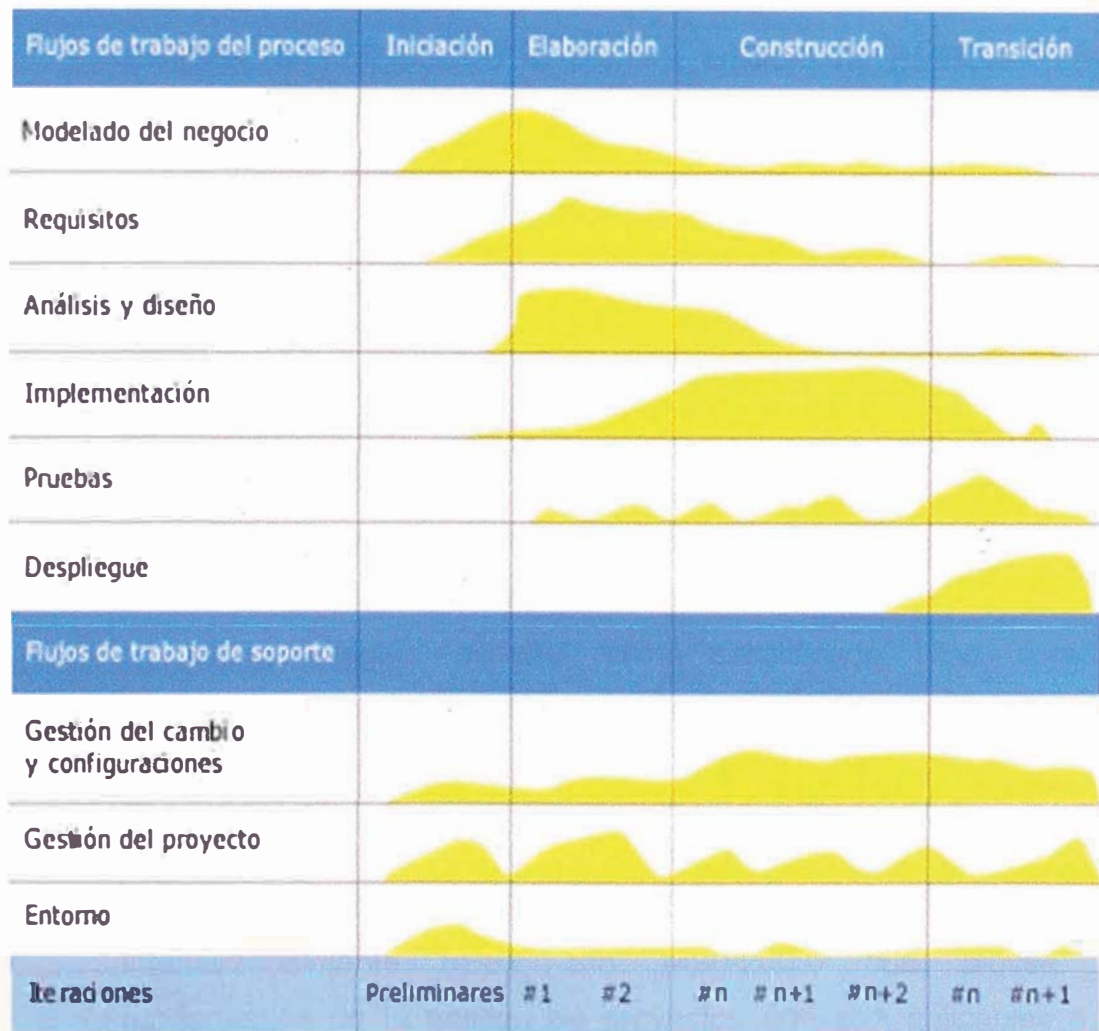 Flujos de trabajo del proceso Iniciación Elaboración Construcción Transición
Modelado del negocio
Requisitos
Análisis y diseño
Implementación
Pruebas
Despliegue
Flujos de trabajo de soporte
Gestión del cambio
y configuraciones
Gestión del proyecto
Entorno
Iteraciones Preliminares #1 #2 #n #n+1 #n+2 #n #n+1